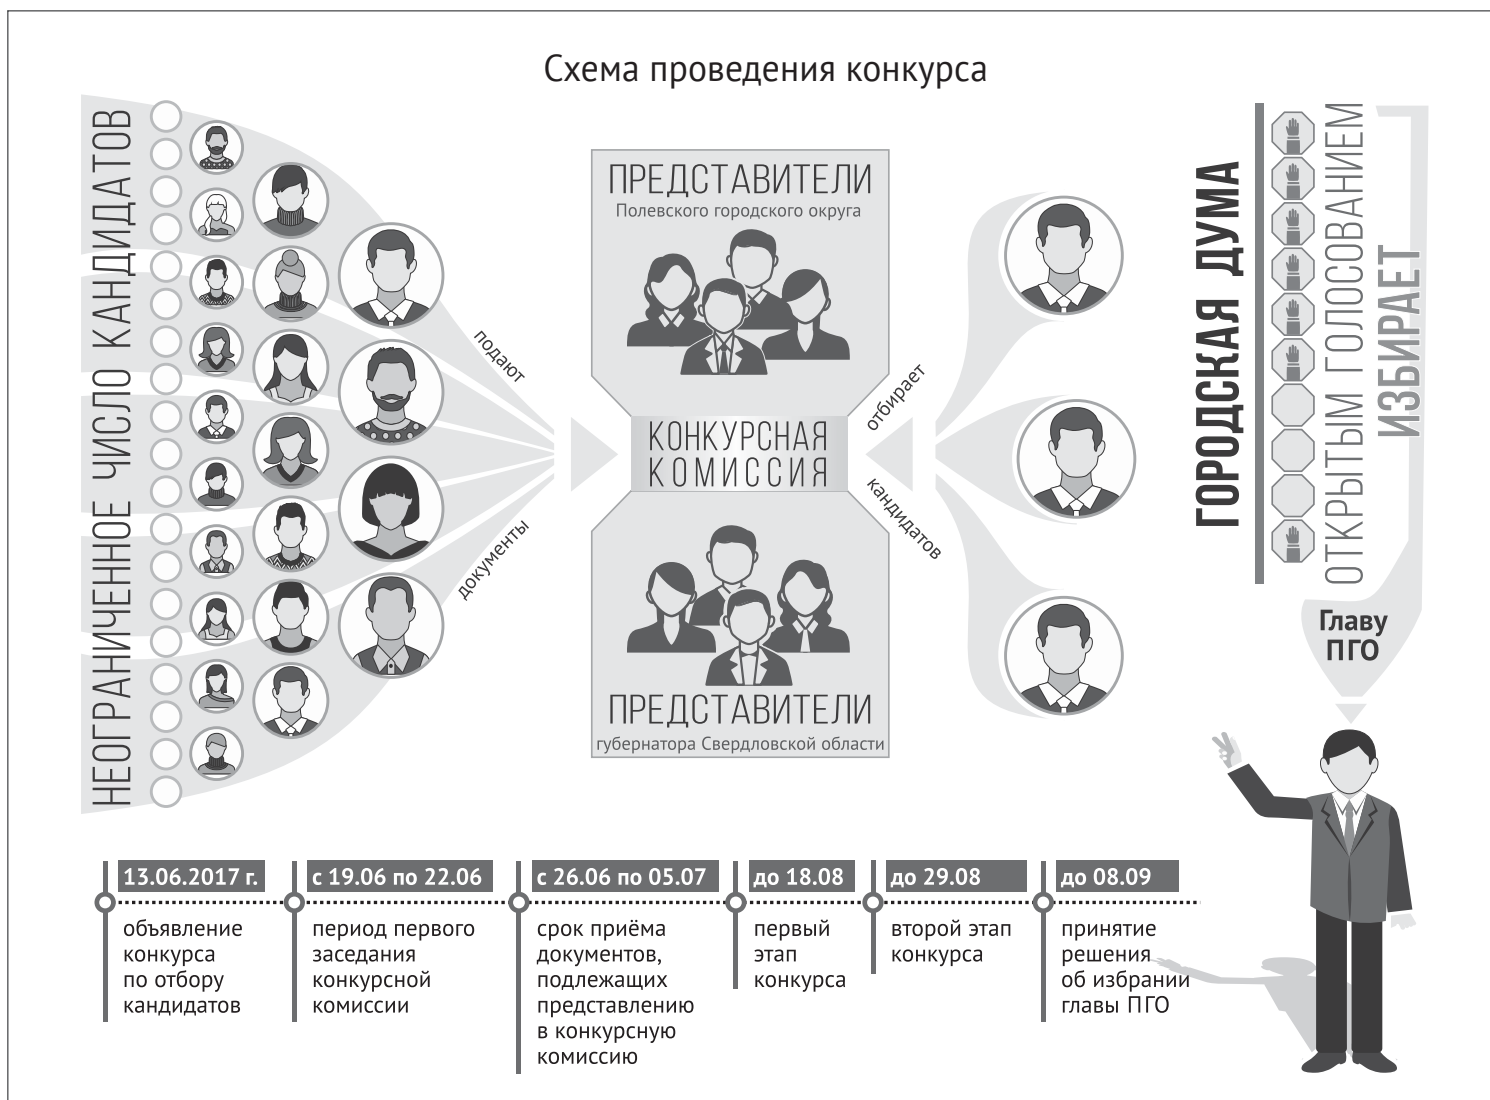 Схема проведения конкурса
НЕОГРАНИЧЕННОЕ ЧИСЛО КАНДИДАТОВ
подают
документы
ПРЕДСТАВИТЕЛИ
Полевского городского округа
КОНКУРСНАЯ
КОМИССИЯ
ПРЕДСТАВИТЕЛИ
губернатора Свердловской области
отбирает
кандидатов
ГОРОДСКАЯ ДУМА
ОТКРЫТЫМ ГОЛОСОВАНИЕМ
ИЗБИРАЕТ
Главу
ПГО
13.06.2017 г.
объявление
конкурса
по отбору
кандидатов
с 19.06 по 22.06
период первого
заседания
конкурсной
комиссии
с 26.06 по 05.07
срок приёма
документов,
подлежащих
представлению
в конкурсную
комиссию
до 18.08
первый
этап
конкурса
до 29.08
второй этап
конкурса
до 08.09
принятие
решения
об избрании
главы ПГО